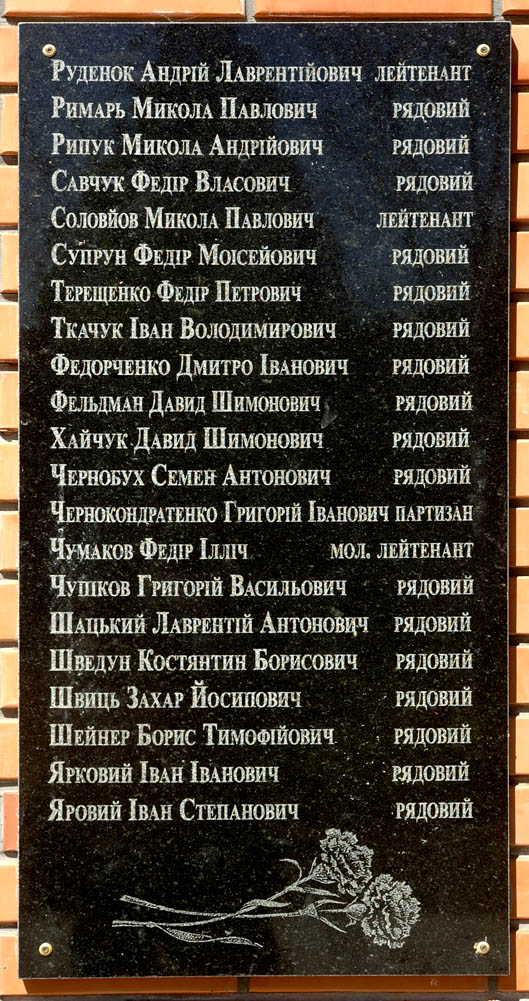 Руденок Андрій Лаврентійович лейтенант
Римарь Микола Павлович рядовий
Рипук Микола Андрійович рядовий
Савчук Федір Власович рядовий
Соловйов Микола Павлович лейтенант
Супрун Федір Моісейович рядовий
Терещенко Федір Петрович рядовий
Ткачук Іван Володимирович рядовий
Федорченко Дмитро Іванович рядовий
Фельдман Давид Шимонович рядовий
Хайчук Давид Шимонович рядовий
Чернобух Семен Антонович рядовий
Чернокондратенко Григорій Іванович партизан
Чумаков Федір Ілліч мол. лейтенант
Чушков Григорій Васильович рядовий
Шацький Лаврентій Антонович рядовий
Шведун Костянтин Борисович рядовий
Швиць Захар Йосипович рядовий
Шейнер Борис Тимофійович рядовий
Ярковий Іван Іванович рядовий
Яровий Іван Степанович рядовий